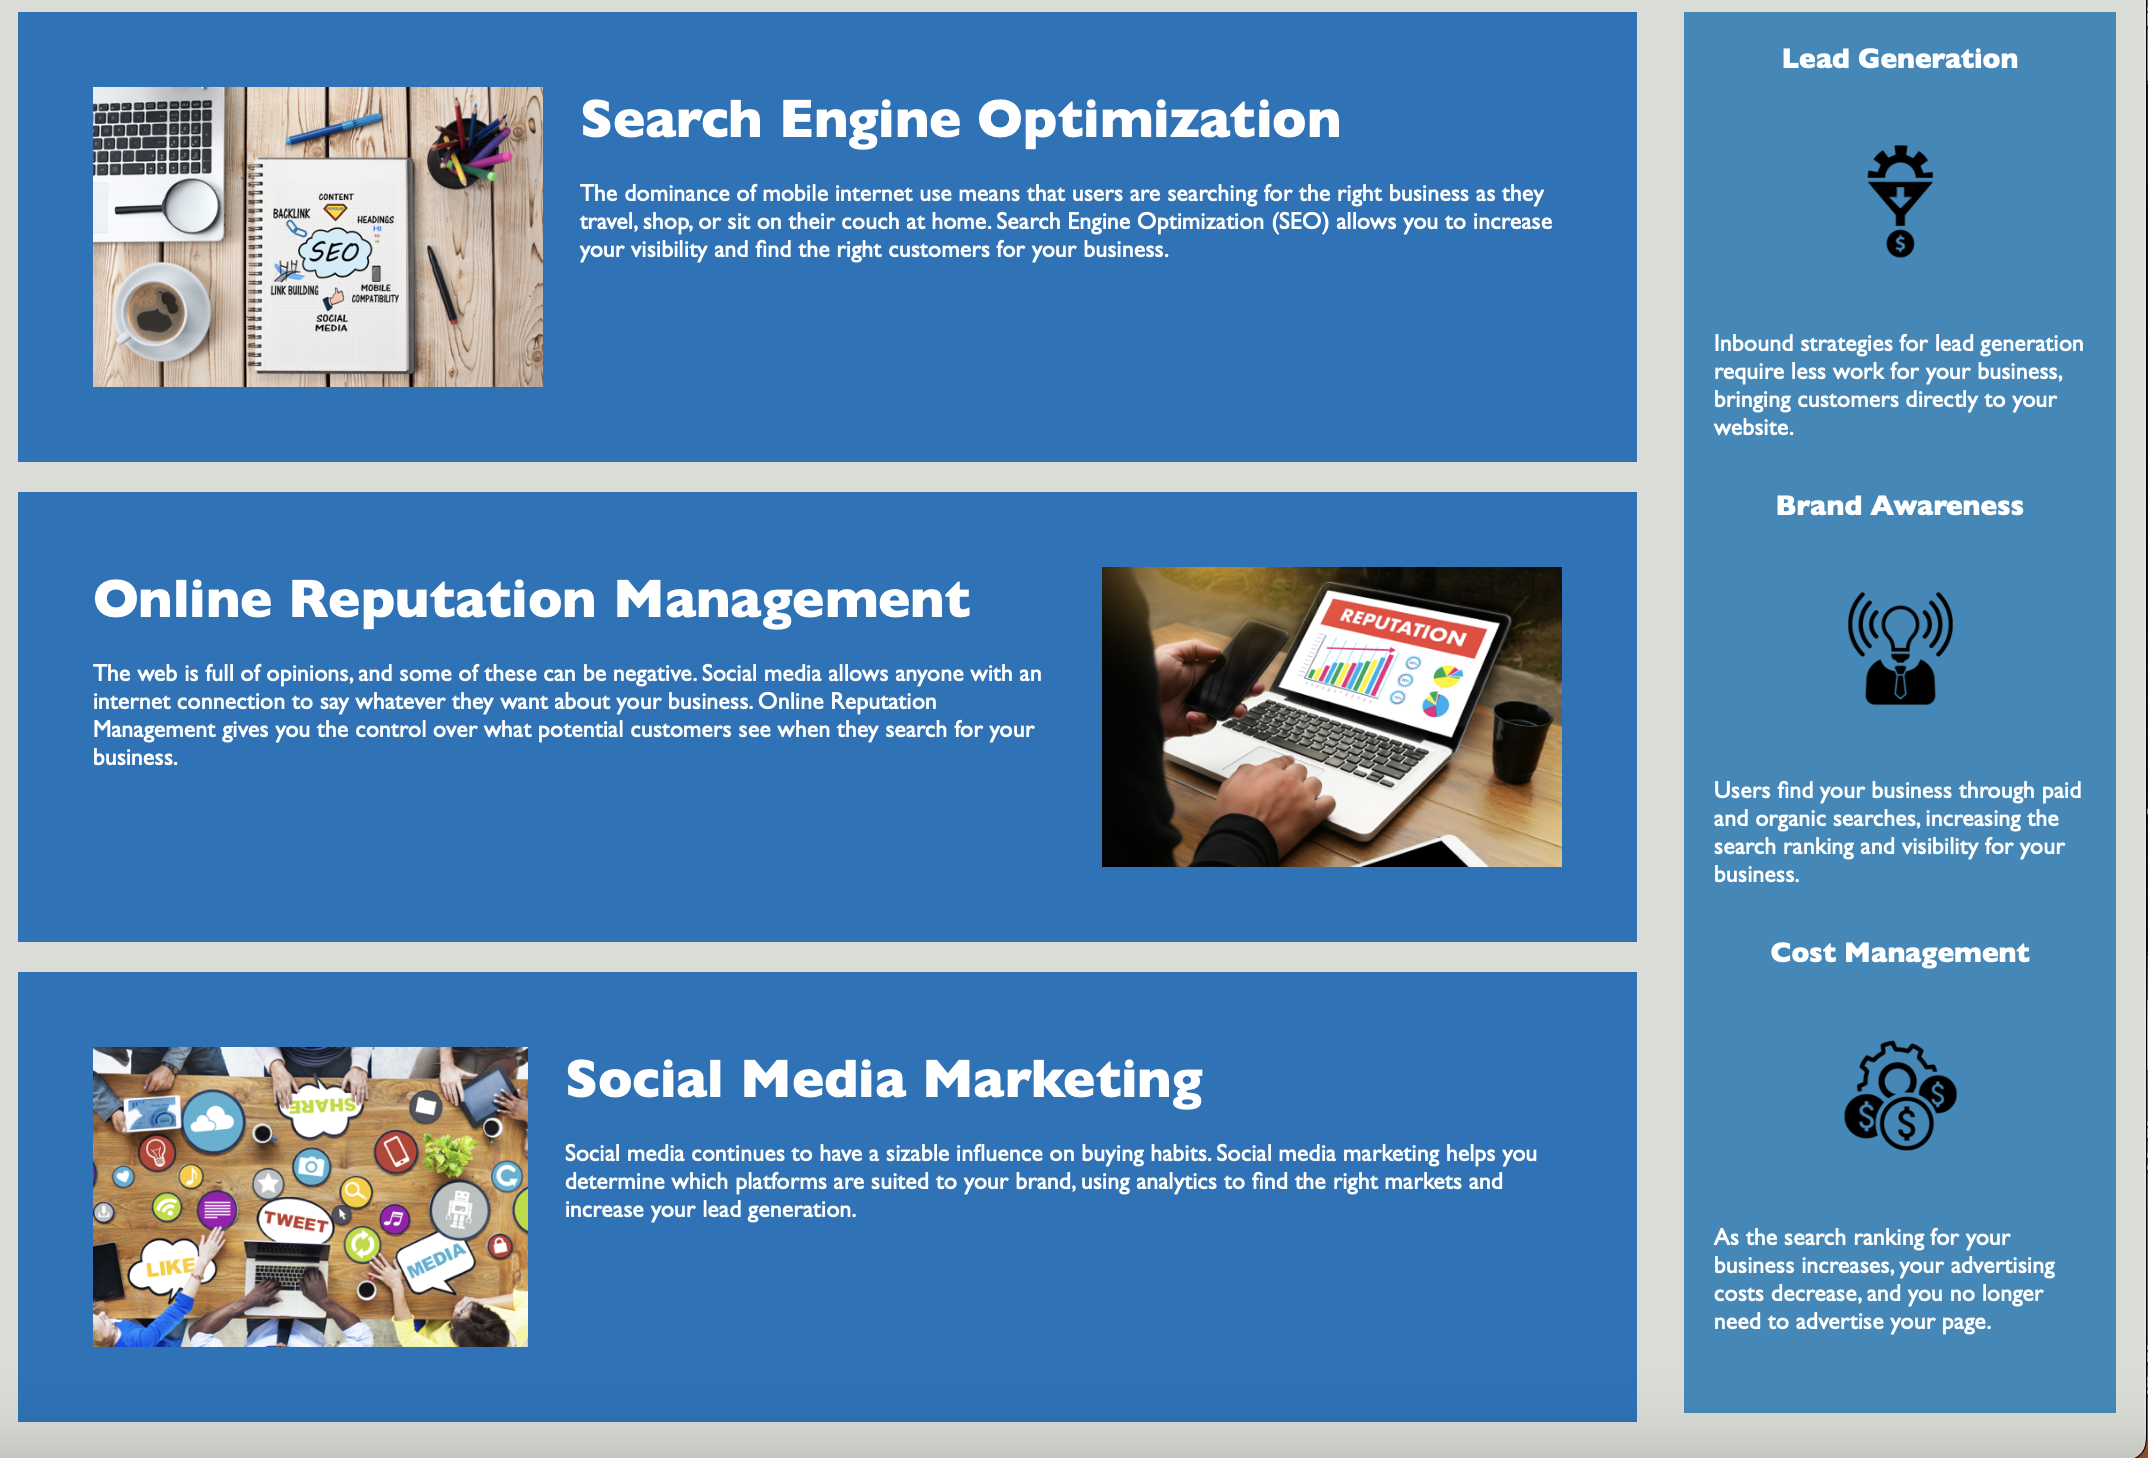 Search Engine Optimization
The dominance of mobile internet use means that users are searching for the right business as they
travel, shop, or sit on their couch at home. Search Engine Optimization (SEO) allows you to increase
your visibility and find the right customers for your business.
CONTENT
BACKLINK
HEADINGS
H1
SEO
LINK BUILDING
MOBILE
COMPATIBILITY
SOCIAL
MEDIA
Online Reputation Management
The web is full of opinions, and some of these can be negative. Social media allows anyone with an
internet connection to say whatever they want about your business. Online Reputation
Management gives you the control over what potential customers see when they search for your
business.
REPUTATION
Social Media Marketing
Social media continues to have a sizable influence on buying habits. Social media marketing helps you
determine which platforms are suited to your brand, using analytics to find the right markets and
increase your lead generation.
SHARE
TWEET
LIKE
MEDIA
Lead Generation
$
Inbound strategies for lead generation
require less work for your business,
bringing customers directly to your
website.
Brand Awareness
Users find your business through paid
and organic searches, increasing the
search ranking and visibility for your
business.
Cost Management
$
$
$
As the search ranking for your
business increases, your advertising
costs decrease, and you no longer
need to advertise your page.